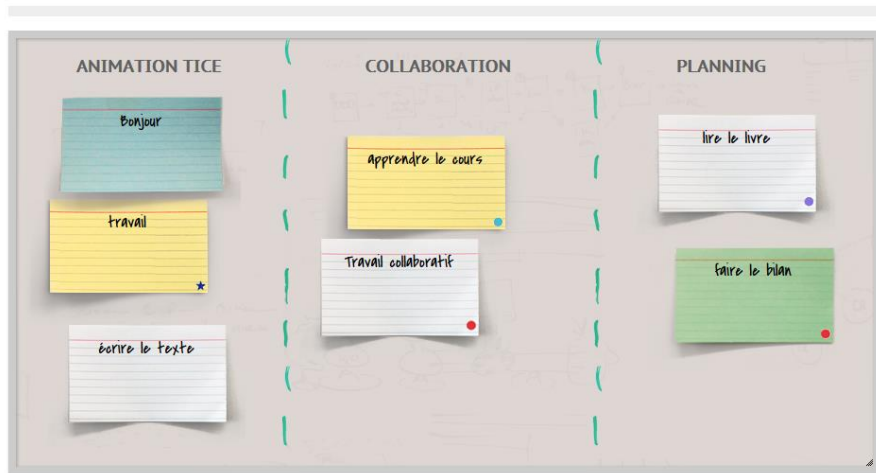 ANIMATION TICE
Bonjour
travail
écrire le texte
COLLABORATION
apprendre le cours
Travail collaboratif
PLANNING
lire le livre
faire le bilan